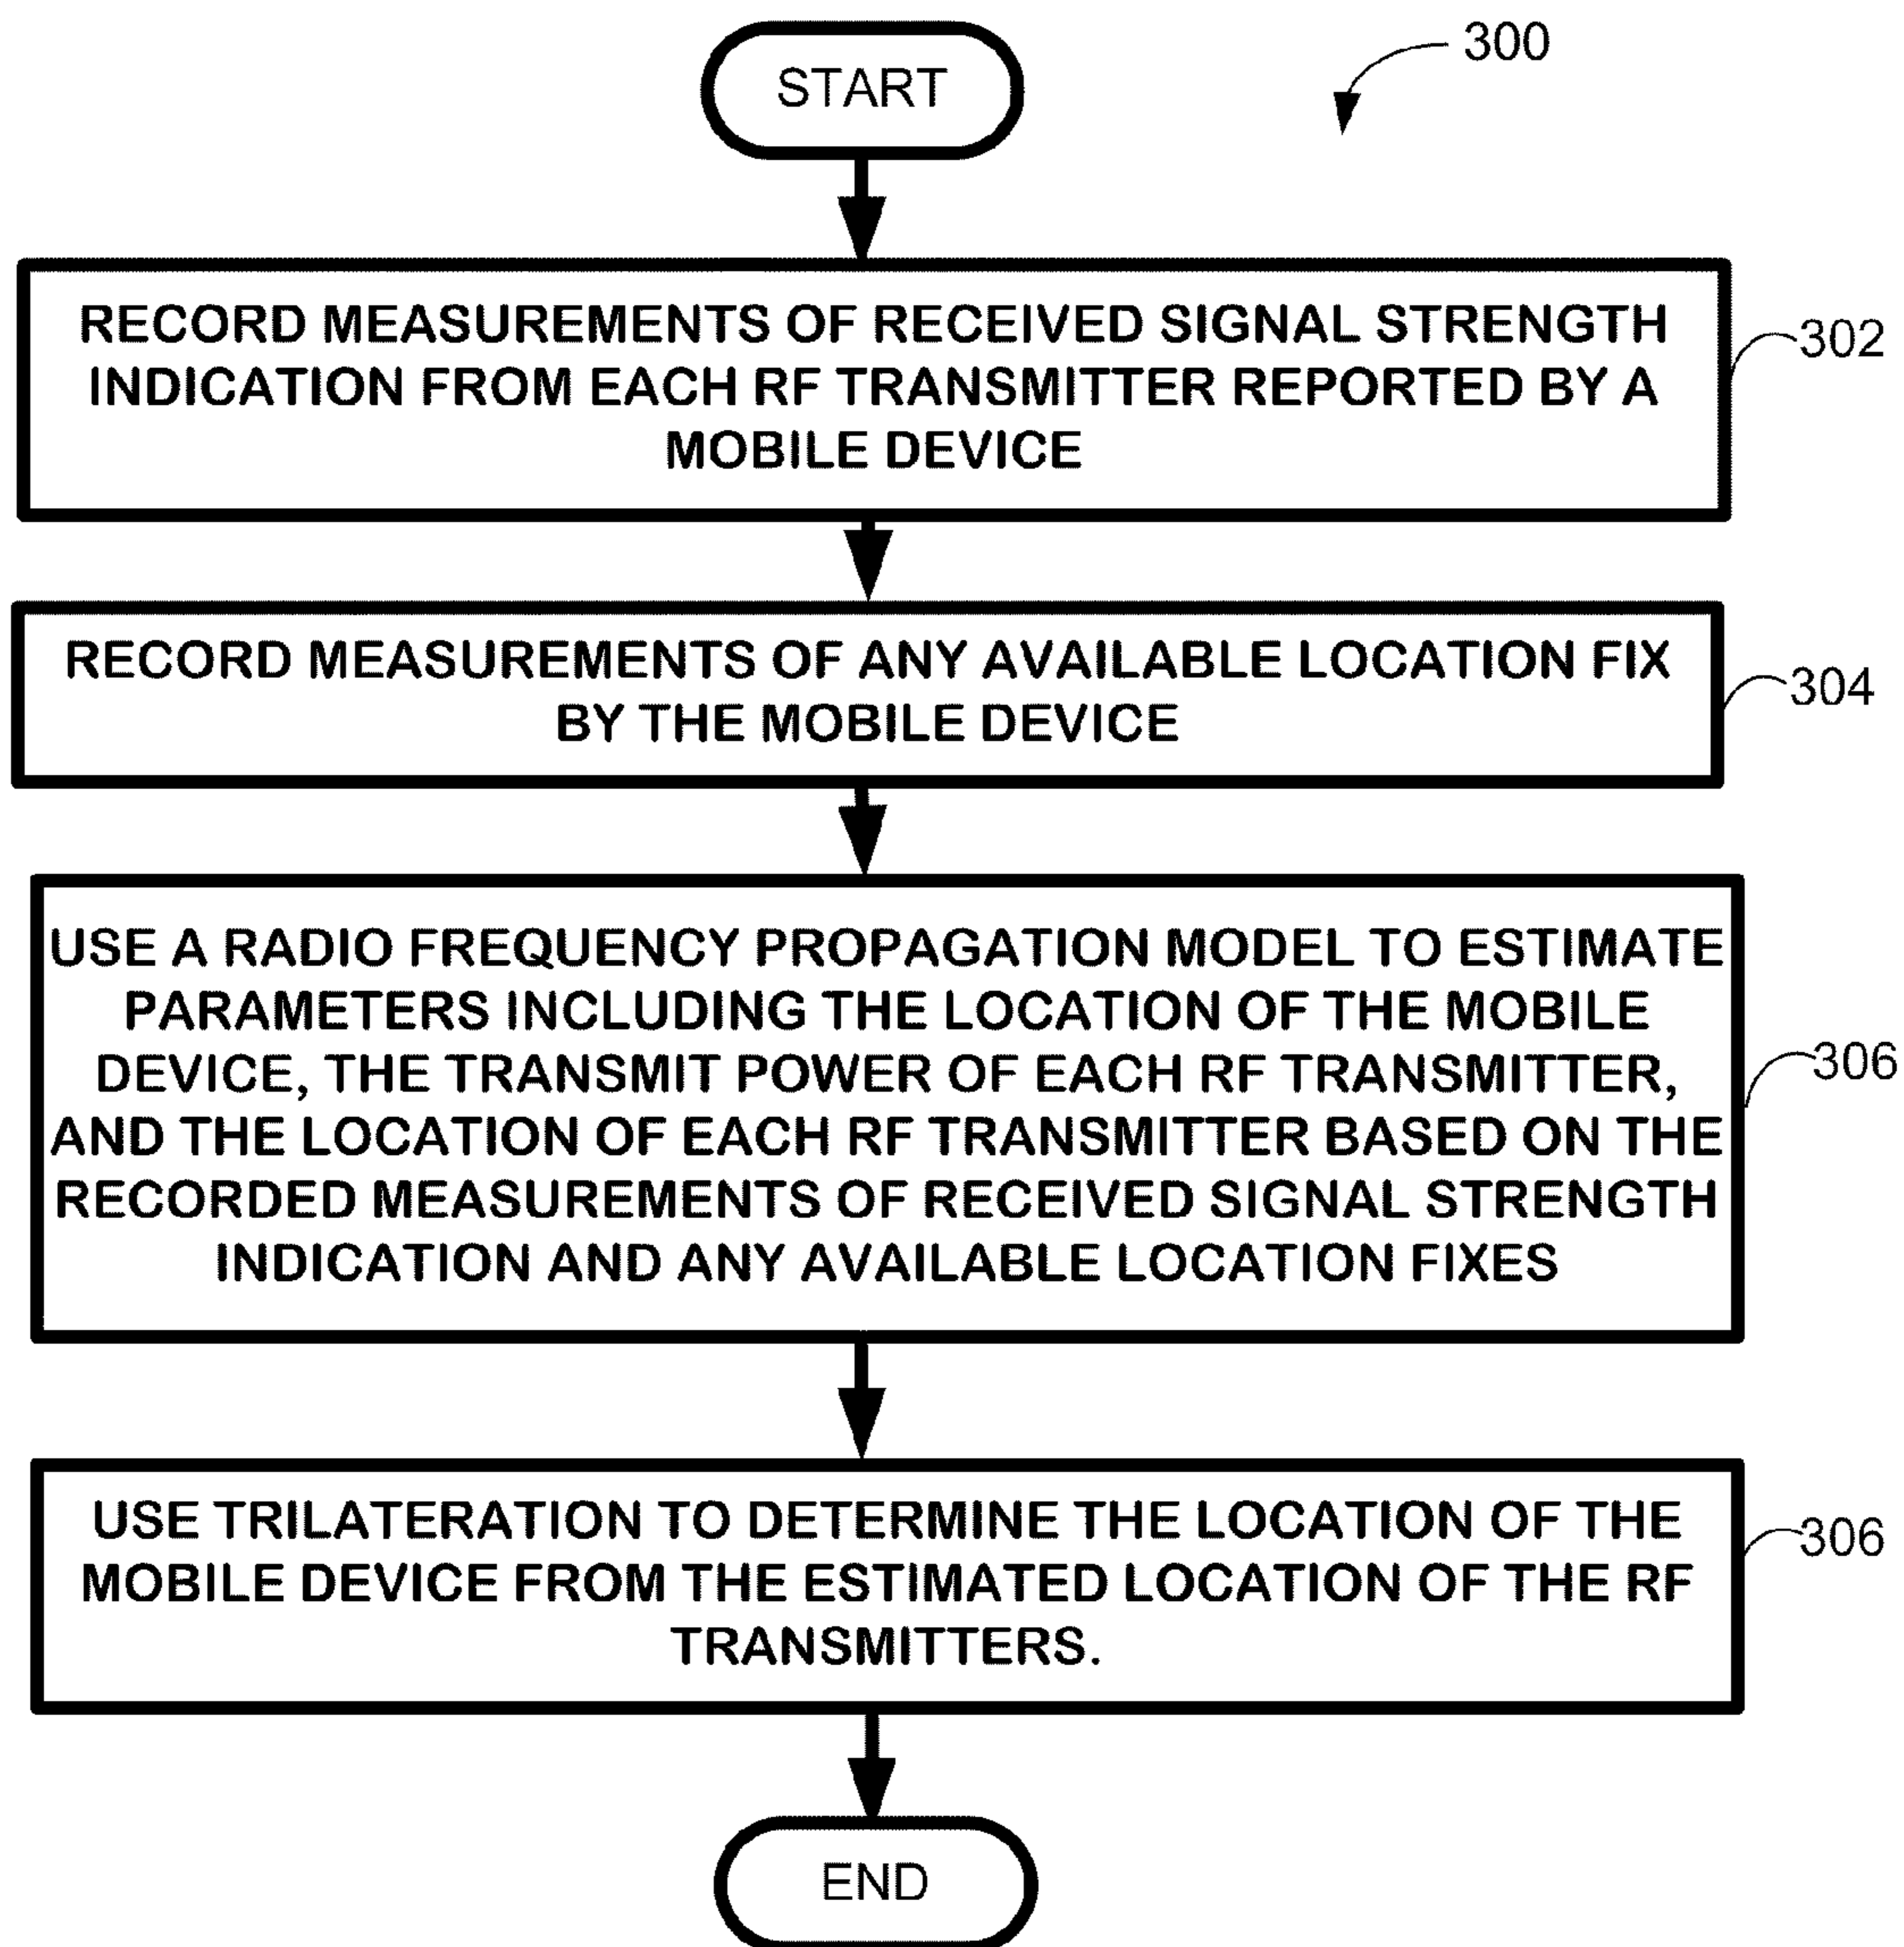 START
300
RECORD MEASUREMENTS OF RECEIVED SIGNAL STRENGTH
INDICATION FROM EACH RF TRANSMITTER REPORTED BY A
MOBILE DEVICE
302
RECORD MEASUREMENTS OF ANY AVAILABLE LOCATION FIX
BY THE MOBILE DEVICE
304
USE A RADIO FREQUENCY PROPAGATION MODEL TO ESTIMATE
PARAMETERS INCLUDING THE LOCATION OF THE MOBILE
DEVICE, THE TRANSMIT POWER OF EACH RF TRANSMITTER,
AND THE LOCATION OF EACH RF TRANSMITTER BASED ON THE
RECORDED MEASUREMENTS OF RECEIVED SIGNAL STRENGTH
INDICATION AND ANY AVAILABLE LOCATION FIXES
306
USE TRILATERATION TO DETERMINE THE LOCATION OF THE
MOBILE DEVICE FROM THE ESTIMATED LOCATION OF THE RF
TRANSMITTERS.
306
END